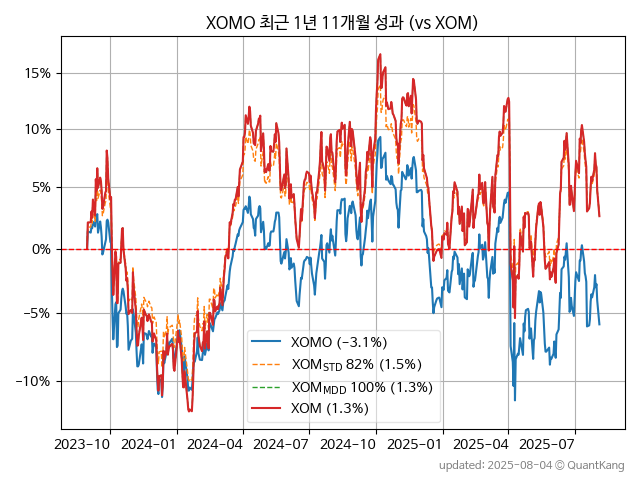 XOMO 최근 1년 11개월 성과 (vs XOM)
15%
10%
5%
0%
−5%
−10%
XOMO (−3.1%)
XOM_STD 82% (1.5%)
XOM_MDD 100% (1.3%)
XOM (1.3%)
2023-10 2024-01 2024-04 2024-07 2024-10 2025-01 2025-04 2025-07
updated: 2025-08-04 © QuantKang